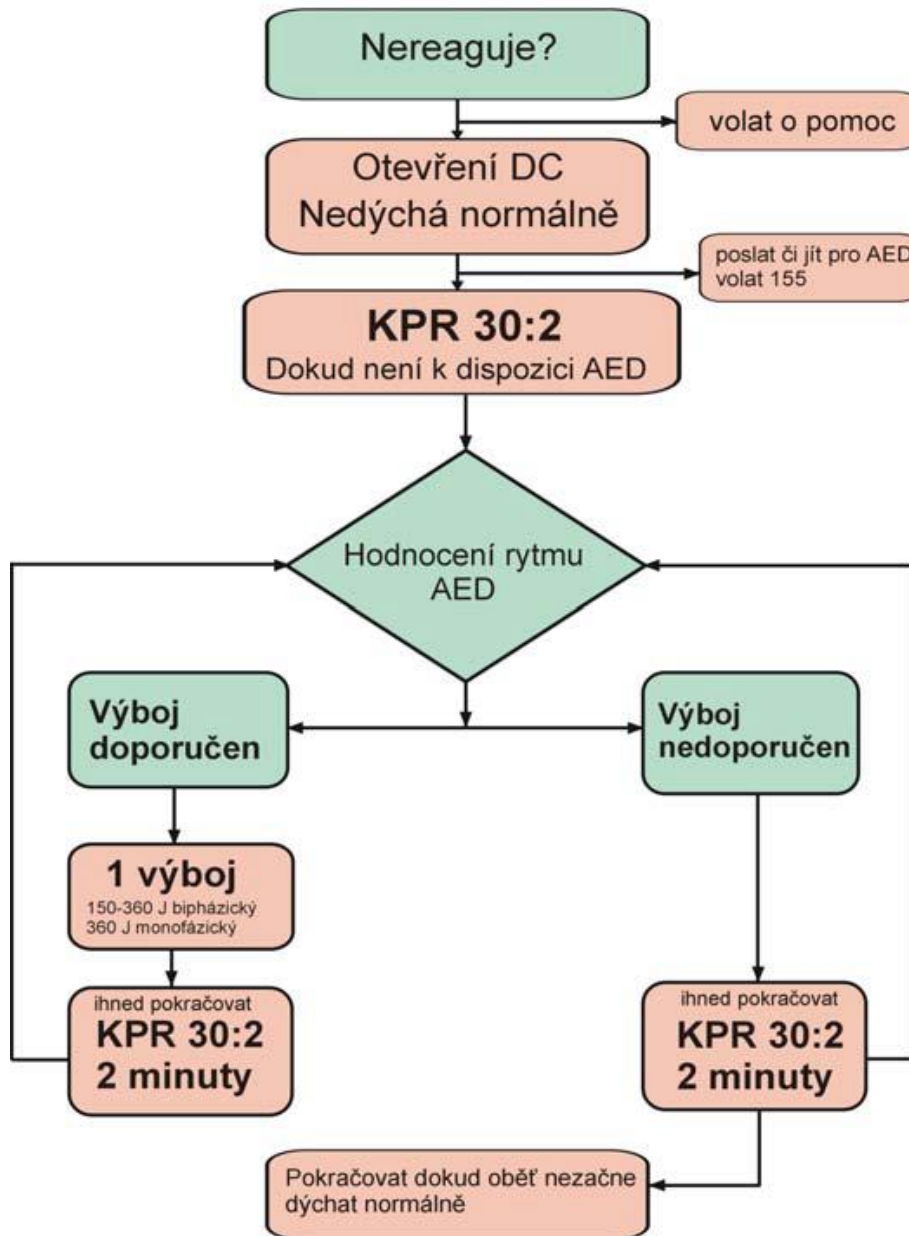 Nereaguje?
volat o pomoc
Otevření DC
Nedýchá normálně
poslat či jít pro AED
volat 155
KPR 30:2
Dokud není k dispozici AED
Hodnocení rytmu
AED
Výboj
doporučen
Výboj
nedoporučen
1 výboj
150-360 J bipházický
360 J monofázický
ihned pokračovat
KPR 30:2
2 minuty
ihned pokračovat
KPR 30:2
2 minuty
Pokračovat dokud oběť nezačne
dýchat normálně